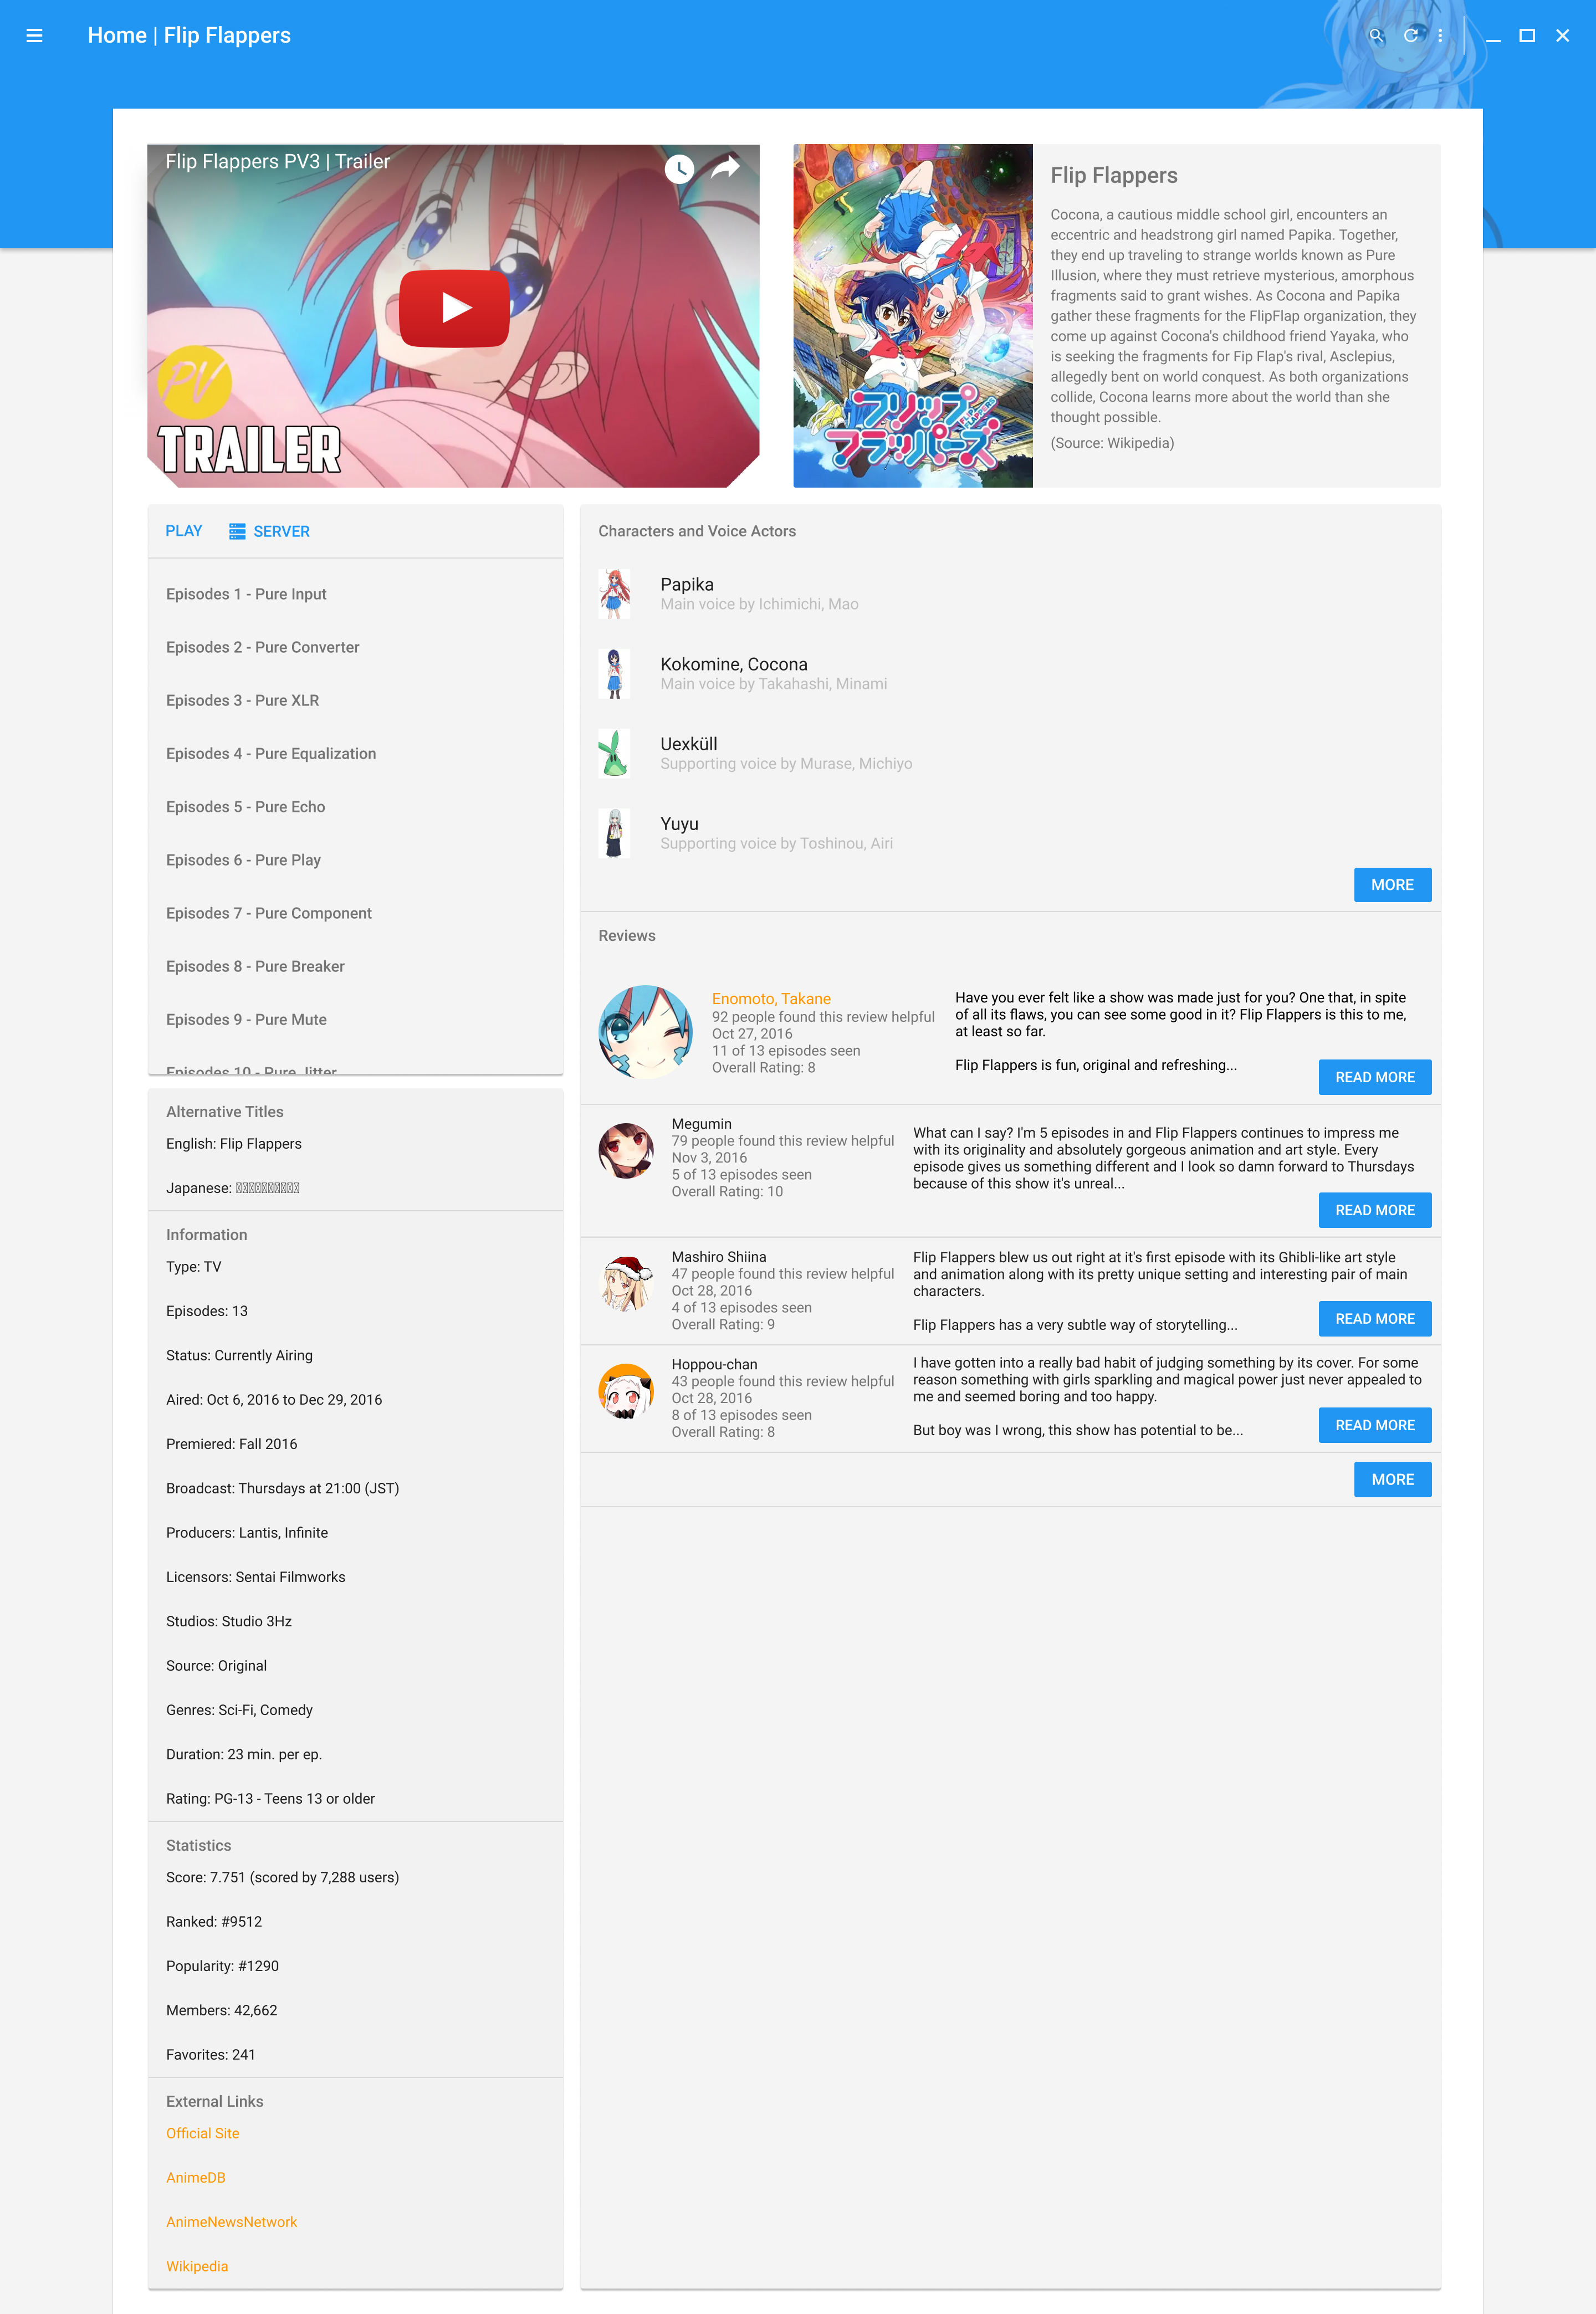 Home | Flip Flappers
Flip Flappers PV3 | Trailer
PV
TRAILER
フリップ
FLIP FLAPPERS
フラッパーズ
Flip Flappers
Cocona, a cautious middle school girl, encounters an
eccentric and headstrong girl named Papika. Together,
they end up traveling to strange worlds known as Pure
Illusion, where they must retrieve mysterious, amorphous
fragments said to grant wishes. As Cocona and Papika
gather these fragments for the FlipFlap organization, they
come up against Cocona's childhood friend Yayaka, who
is seeking the fragments for Fip Flap's rival, Asclepius,
allegedly bent on world conquest. As both organizations
collide, Cocona learns more about the world than she
thought possible.
(Source: Wikipedia)
PLAY
SERVER
Episodes 1 - Pure Input
Episodes 2 - Pure Converter
Episodes 3 - Pure XLR
Episodes 4 - Pure Equalization
Episodes 5 - Pure Echo
Episodes 6 - Pure Play
Episodes 7 - Pure Component
Episodes 8 - Pure Breaker
Episodes 9 - Pure Mute
Episodes 10 - Pure Jitter
Alternative Titles
English: Flip Flappers
Japanese:
Information
Type: TV
Episodes: 13
Status: Currently Airing
Aired: Oct 6, 2016 to Dec 29, 2016
Premiered: Fall 2016
Broadcast: Thursdays at 21:00 (JST)
Producers: Lantis, Infinite
Licensors: Sentai Filmworks
Studios: Studio 3Hz
Source: Original
Genres: Sci-Fi, Comedy
Duration: 23 min. per ep.
Rating: PG-13 - Teens 13 or older
Statistics
Score: 7.751 (scored by 7,288 users)
Ranked: #9512
Popularity: #1290
Members: 42,662
Favorites: 241
External Links
Official Site
AnimeDB
AnimeNewsNetwork
Wikipedia
Characters and Voice Actors
Papika
Main voice by Ichimichi, Mao
Kokomine, Cocona
Main voice by Takahashi, Minami
Uexküll
Supporting voice by Murase, Michiyo
Yuyu
Supporting voice by Toshinou, Airi
MORE
Reviews
Enomoto, Takane
92 people found this review helpful
Oct 27, 2016
11 of 13 episodes seen
Overall Rating: 8
Have you ever felt like a show was made just for you? One that, in spite
of all its flaws, you can see some good in it? Flip Flappers is this to me,
at least so far.
Flip Flappers is fun, original and refreshing...
READ MORE
Megumin
79 people found this review helpful
Nov 3, 2016
5 of 13 episodes seen
Overall Rating: 10
What can I say? I'm 5 episodes in and Flip Flappers continues to impress me
with its originality and absolutely gorgeous animation and art style. Every
episode gives us something different and I look so damn forward to Thursdays
because of this show it's unreal...
READ MORE
Mashiro Shiina
47 people found this review helpful
Oct 28, 2016
4 of 13 episodes seen
Overall Rating: 9
Flip Flappers blew us out right at it's first episode with its Ghibli-like art style
and animation along with its pretty unique setting and interesting pair of main
characters.
Flip Flappers has a very subtle way of storytelling...
READ MORE
Hoppou-chan
43 people found this review helpful
Oct 28, 2016
8 of 13 episodes seen
Overall Rating: 8
I have gotten into a really bad habit of judging something by its cover. For some
reason something with girls sparkling and magical power just never appealed to
me and seemed boring and too happy.
But boy was I wrong, this show has potential to be...
READ MORE
MORE